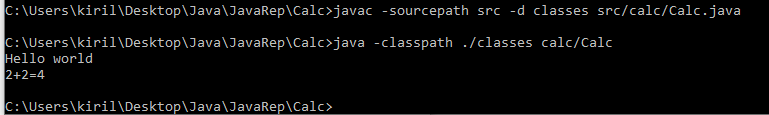 C:\Users\kiril\Desktop\Java\JavaRep\Calc>javac -sourcepath src -d classes src/calc/Calc.java
C:\Users\kiril\Desktop\Java\JavaRep\Calc>java -classpath ./classes calc/Calc
Hello world
2+2=4
C:\Users\kiril\Desktop\Java\JavaRep\Calc>